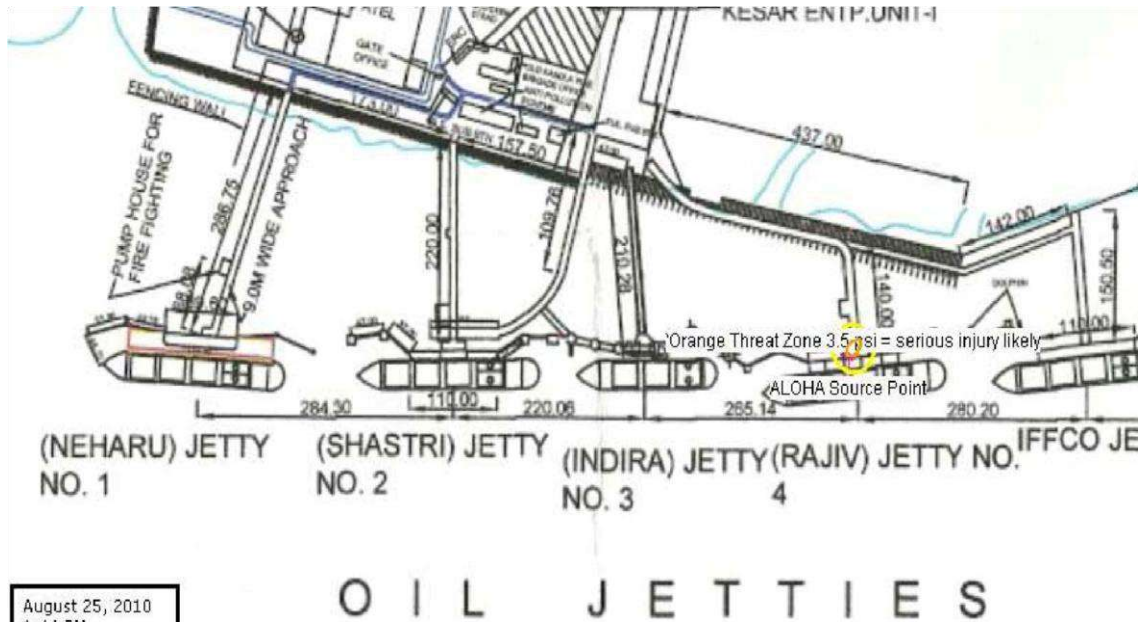 KESAR ENTP.UNIT-I
GATE
OFFICE
FENCING WALL
PUMP HOUSE FOR
FIRE FIGHTING
286.75
9.0M WIDE APPROACH
220.00
157.50
109.76
210.28
437.00
142.00
140.00
150.50
DOLPHIN
110.00
Orange Threat Zone 3.5 psi = serious injury likely
ALOHA Source Point
110.00
284.30
220.06
265.14
280.20
(NEHARU) JETTY
NO. 1
(SHASTRI) JETTY
NO. 2
(INDIRA) JETTY
NO. 3
(RAJIV) JETTY NO.
4
IFFCO JE
OIL JETTIES
August 25, 2010